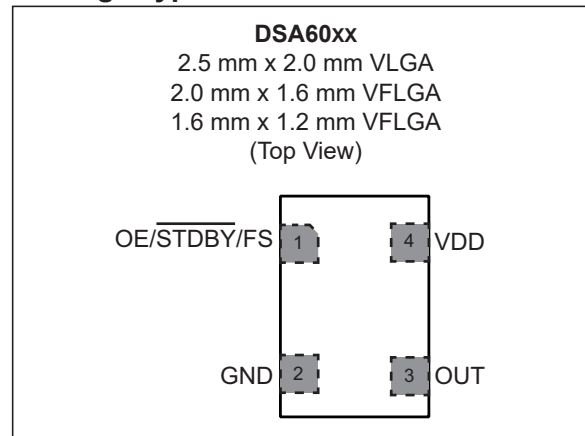 DSA60xx
2.5 mm x 2.0 mm VLGA
2.0 mm x 1.6 mm VFLGA
1.6 mm x 1.2 mm VFLGA
(Top View)
OE/STDBY/FS 1 4 VDD
GND 2 3 OUT